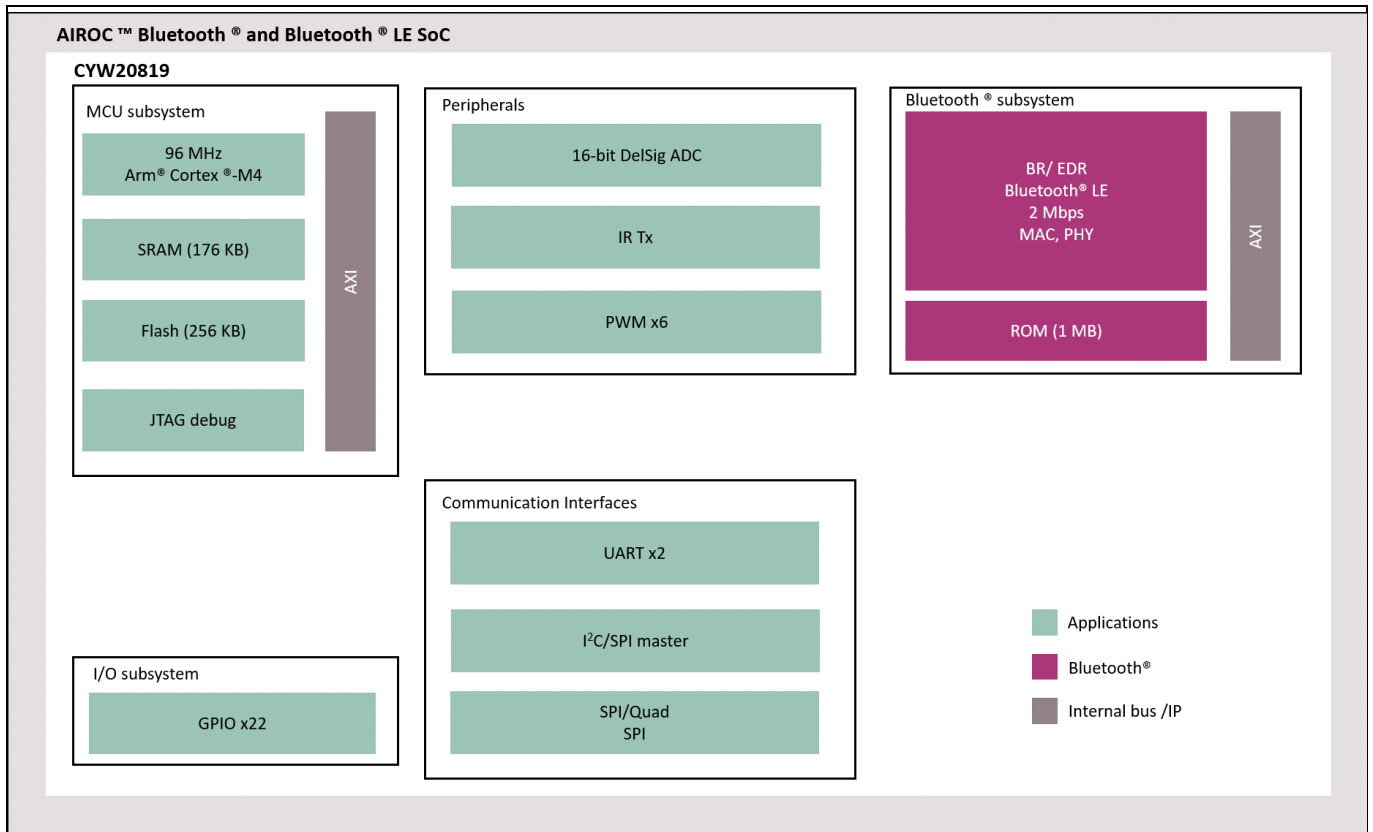 AIROC ™ Bluetooth ® and Bluetooth ® LE SoC
CYW20819
MCU subsystem
96 MHz
Arm® Cortex ®-M4
SRAM (176 KB)
Flash (256 KB)
JTAG debug
AXI
Peripherals
16-bit DelSig ADC
IR Tx
PWM x6
Bluetooth ® subsystem
BR/ EDR
Bluetooth® LE
2 Mbps
MAC, PHY
ROM (1 MB)
AXI
Communication Interfaces
UART x2
I²C/SPI master
SPI/Quad
SPI
I/O subsystem
GPIO x22
Applications
Bluetooth®
Internal bus /IP